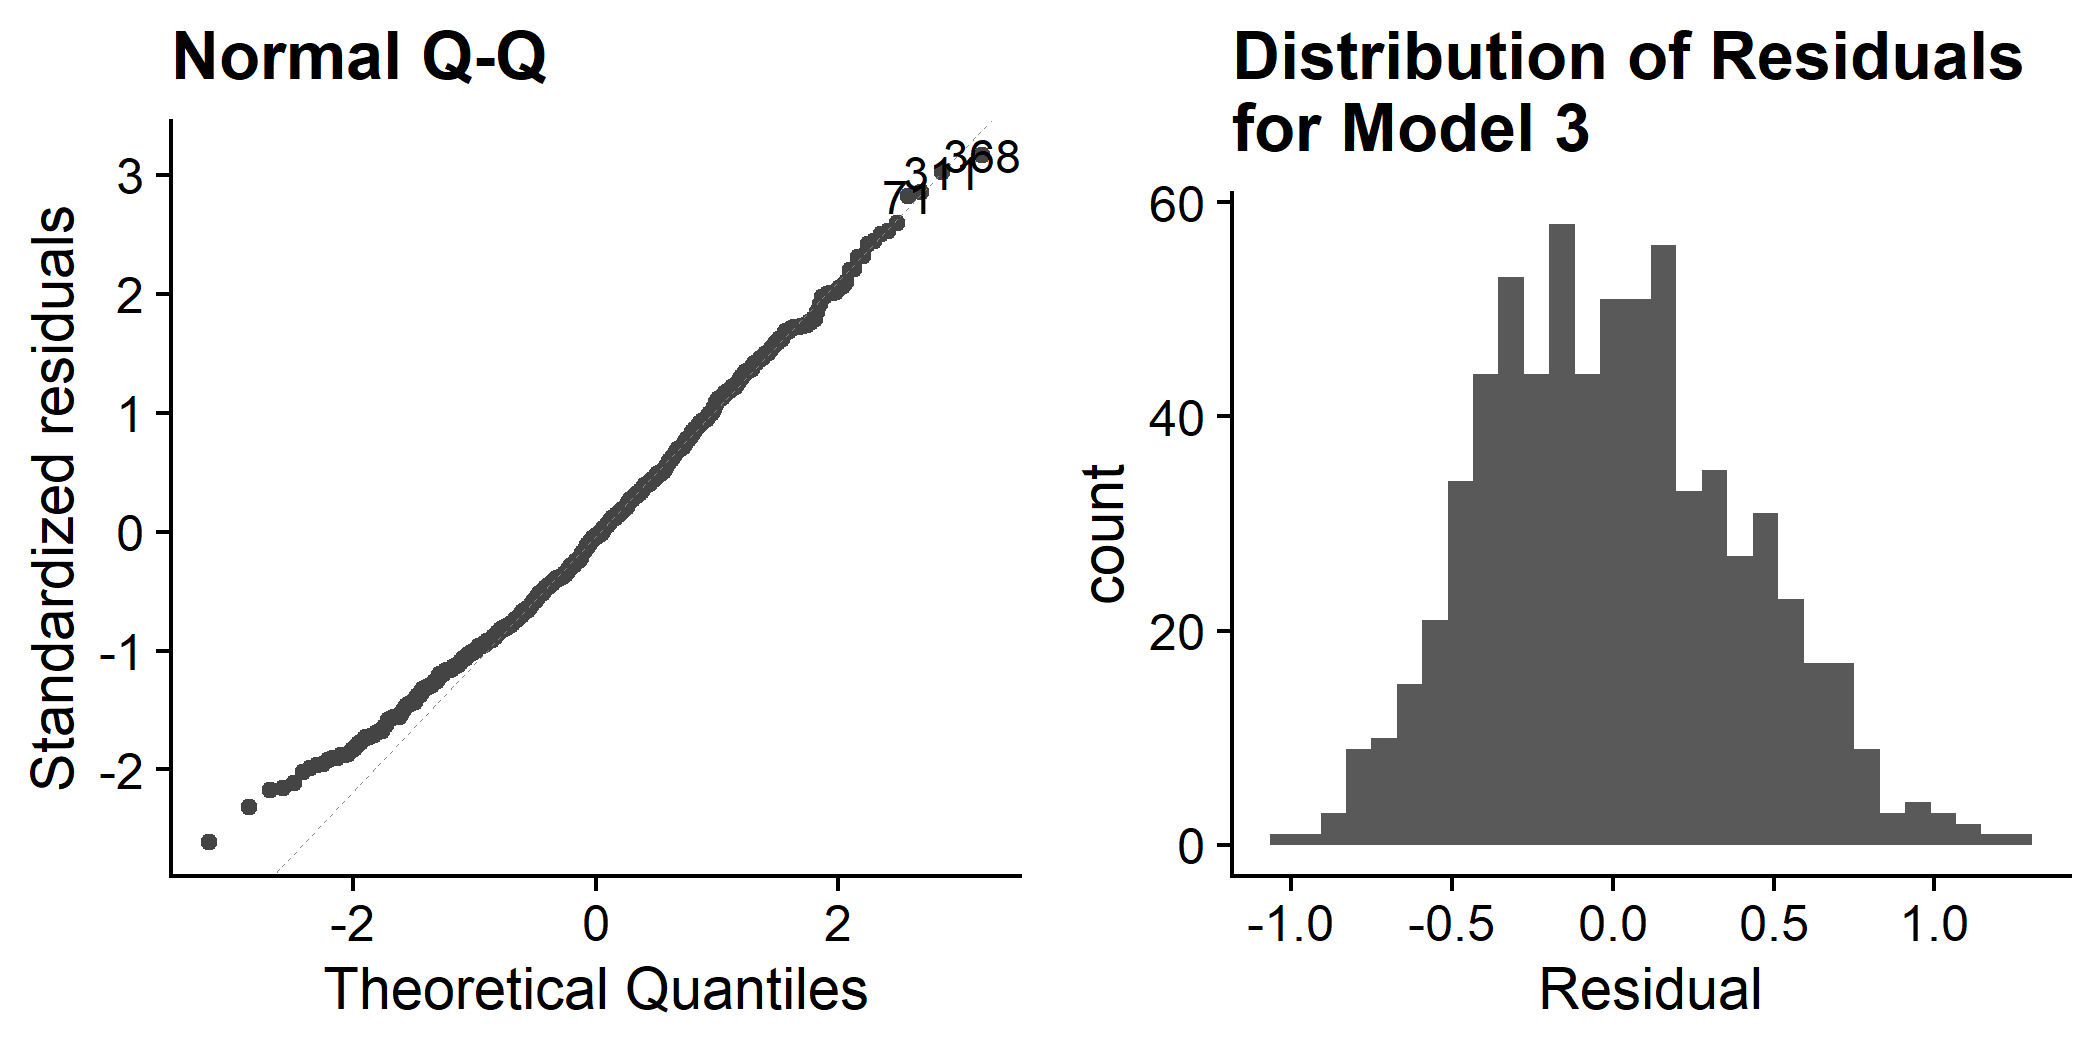 Normal Q-Q
Standardized residuals
3
2
1
0
-1
-2
368
311
71
-2 0 2
Theoretical Quantiles
Distribution of Residuals
for Model 3
count
60
40
20
0
-1.0 -0.5 0.0 0.5 1.0
Residual